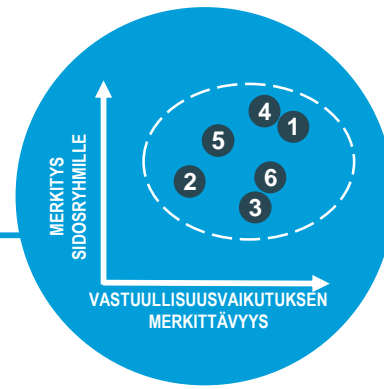 4
1
5
2
6
3
MERKITYS
SIDOSRYHMILLE
VASTUULLISUUSVAIKUTUKSEN
MERKITTÄVYYS